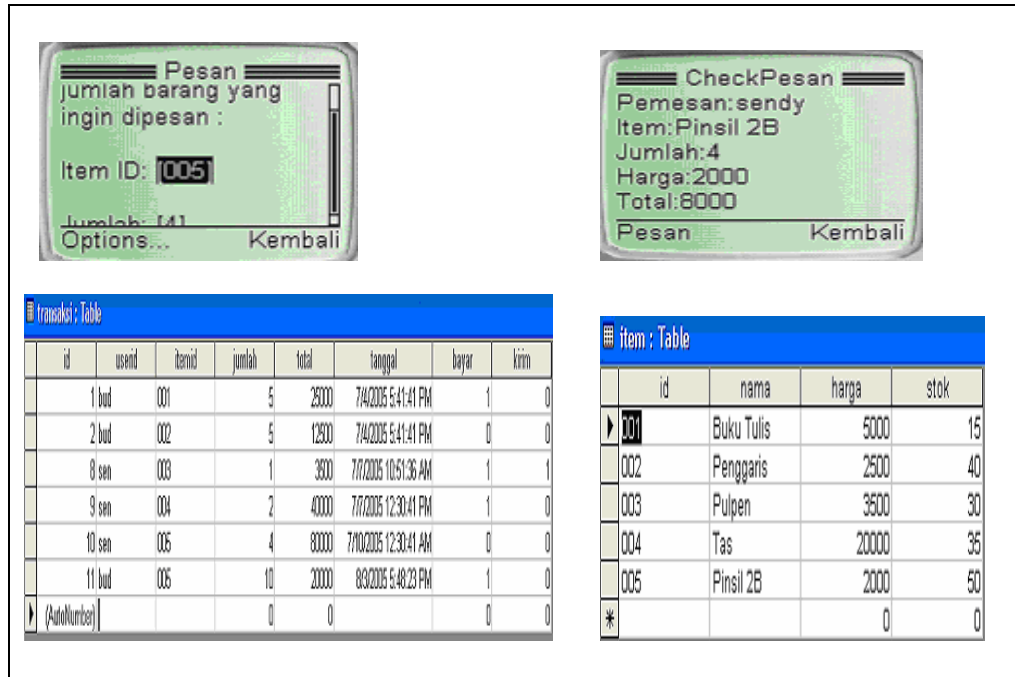 Pesan
jumlah barang yang
ingin dipesan :
Item ID: [005]
Jumlah: [4]
Options... Kembali
CheckPesan
Pemesan:sendy
Item:Pinsil 2B
Jumlah:4
Harga:2000
Total:8000
Pesan Kembali
transaksi : Table
id userid itemid jumlah total tanggal bayar kirim
1 bud 001 5 25000 7/4/2005 5:41:41 PM 1 0
2 bud 002 5 12500 7/4/2005 5:41:41 PM 0 0
8 sen 003 1 3500 7/7/2005 10:51:36 AM 1 1
9 sen 004 2 40000 7/7/2005 12:30:41 PM 1 0
10 sen 005 4 80000 7/10/2005 12:30:41 AM 0 0
11 bud 005 10 20000 8/3/2005 5:48:23 PM 1 0
(AutoNumber) 0 0 0 0
item : Table
id nama harga stok
001 Buku Tulis 5000 15
002 Penggaris 2500 40
003 Pulpen 3500 30
004 Tas 20000 35
005 Pinsil 2B 2000 50
0 0